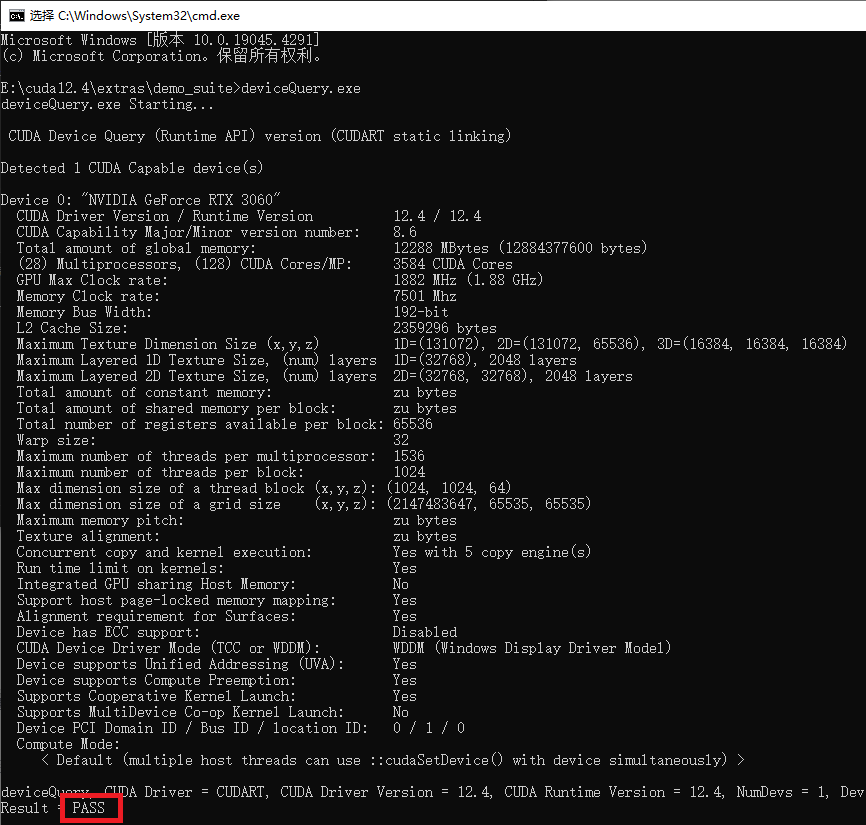 选择 C:\Windows\System32\cmd.exe
Microsoft Windows [版本 10.0.19045.4291]
(c) Microsoft Corporation。保留所有权利。
E:\cuda12.4\extras\demo_suite>deviceQuery.exe
deviceQuery.exe Starting...
CUDA Device Query (Runtime API) version (CUDART static linking)
Detected 1 CUDA Capable device(s)
Device 0: "NVIDIA GeForce RTX 3060"
CUDA Driver Version / Runtime Version 12.4 / 12.4
CUDA Capability Major/Minor version number: 8.6
Total amount of global memory: 12288 MBytes (12884377600 bytes)
(28) Multiprocessors, (128) CUDA Cores/MP: 3584 CUDA Cores
GPU Max Clock rate: 1882 MHz (1.88 GHz)
Memory Clock rate: 7501 Mhz
Memory Bus Width: 192-bit
L2 Cache Size: 2359296 bytes
Maximum Texture Dimension Size (x,y,z) 1D=(131072), 2D=(131072, 65536), 3D=(16384, 16384, 16384)
Maximum Layered 1D Texture Size, (num) layers 1D=(32768), 2048 layers
Maximum Layered 2D Texture Size, (num) layers 2D=(32768, 32768), 2048 layers
Total amount of constant memory: zu bytes
Total amount of shared memory per block: zu bytes
Total number of registers available per block: 65536
Warp size: 32
Maximum number of threads per multiprocessor: 1536
Maximum number of threads per block: 1024
Max dimension size of a thread block (x,y,z): (1024, 1024, 64)
Max dimension size of a grid size (x,y,z): (2147483647, 65535, 65535)
Maximum memory pitch: zu bytes
Texture alignment: zu bytes
Concurrent copy and kernel execution: Yes with 5 copy engine(s)
Run time limit on kernels: Yes
Integrated GPU sharing Host Memory: No
Support host page-locked memory mapping: Yes
Alignment requirement for Surfaces: Yes
Device has ECC support: Disabled
CUDA Device Driver Mode (TCC or WDDM): WDDM (Windows Display Driver Model)
Device supports Unified Addressing (UVA): Yes
Device supports Compute Preemption: Yes
Supports Cooperative Kernel Launch: Yes
Supports MultiDevice Co-op Kernel Launch: No
Device PCI Domain ID / Bus ID / location ID: 0 / 1 / 0
Compute Mode:
< Default (multiple host threads can use ::cudaSetDevice() with device simultaneously) >
deviceQuery, CUDA Driver = CUDART, CUDA Driver Version = 12.4, CUDA Runtime Version = 12.4, NumDevs = 1, Dev
Result = PASS